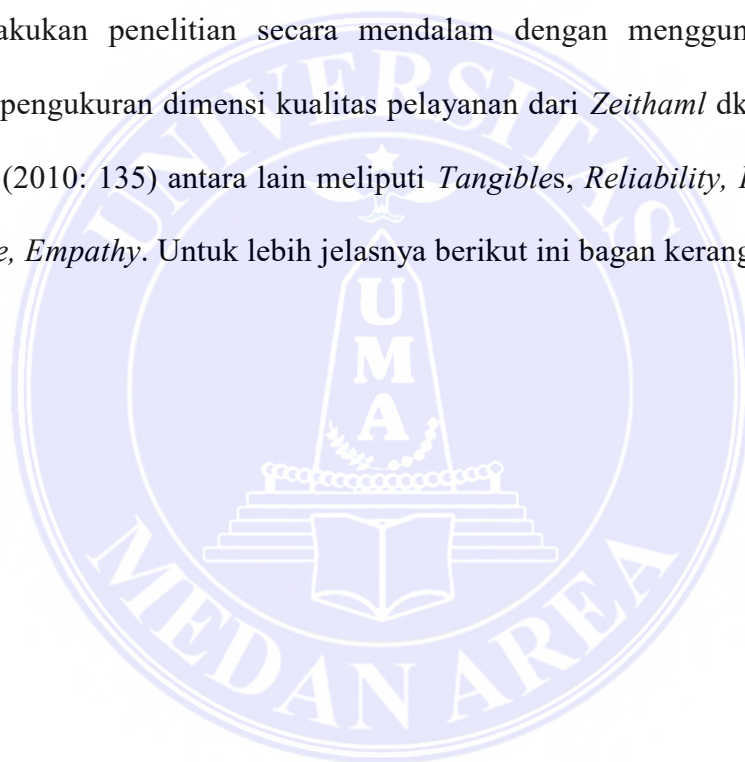 akukan penelitian secara mendalam dengan menggun
pengukuran dimensi kualitas pelayanan dari Zeithaml dk
(2010: 135) antara lain meliputi Tangibles, Reliability,
e, Empathy. Untuk lebih jelasnya berikut ini bagan kerang
UNIVERSITAS
UMA
MEDAN AREA